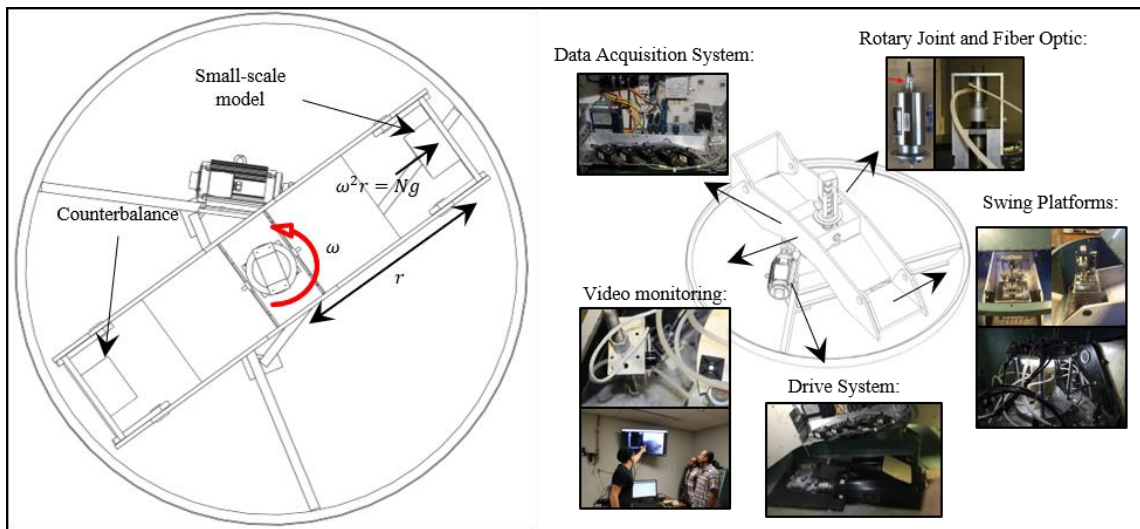 Small-scale
model
ω²r = Ng
Counterbalance
ω
r
Data Acquisition System:
Rotary Joint and Fiber Optic:
Swing Platforms:
Video monitoring:
Drive System: